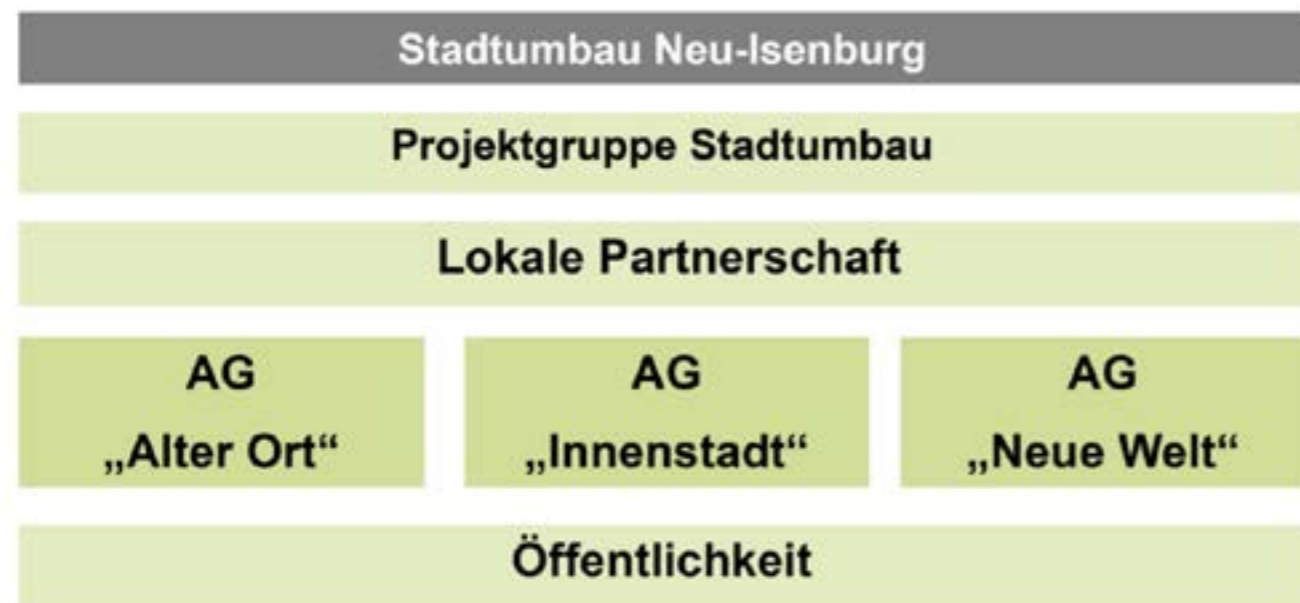 Stadtumbau Neu-Isenburg
Projektgruppe Stadtumbau
Lokale Partnerschaft
AG
„Alter Ort“
AG
„Innenstadt“
AG
„Neue Welt“
Öffentlichkeit